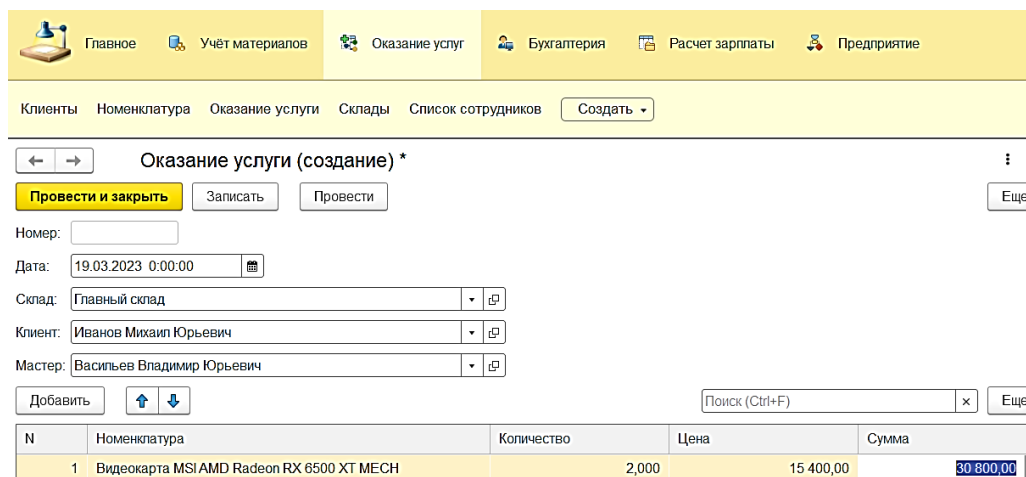 Главное Учёт материалов Оказание услуг Бухгалтерия Расчет зарплаты Предприятие
Клиенты Номенклатура Оказание услуги Склады Список сотрудников Создать
Оказание услуги (создание) *
Провести и закрыть Записать Провести Еще
Номер:
Дата: 19.03.2023 0:00:00
Склад: Главный склад
Клиент: Иванов Михаил Юрьевич
Мастер: Васильев Владимир Юрьевич
Добавить Поиск (Ctrl+F) × Еще
N Номенклатура Количество Цена Сумма
1 Видеокарта MSI AMD Radeon RX 6500 XT MECH 2,000 15 400,00 30 800,00